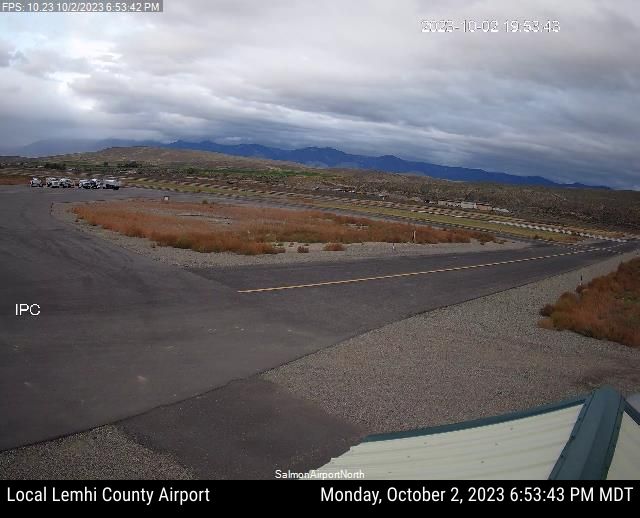 FPS: 10.23 10/2/2023 6:53:42 PM
2023-10-02 19:53:43
IPC
SalmonAirportNorth
Local Lemhi County Airport
Monday, October 2, 2023 6:53:43 PM MDT